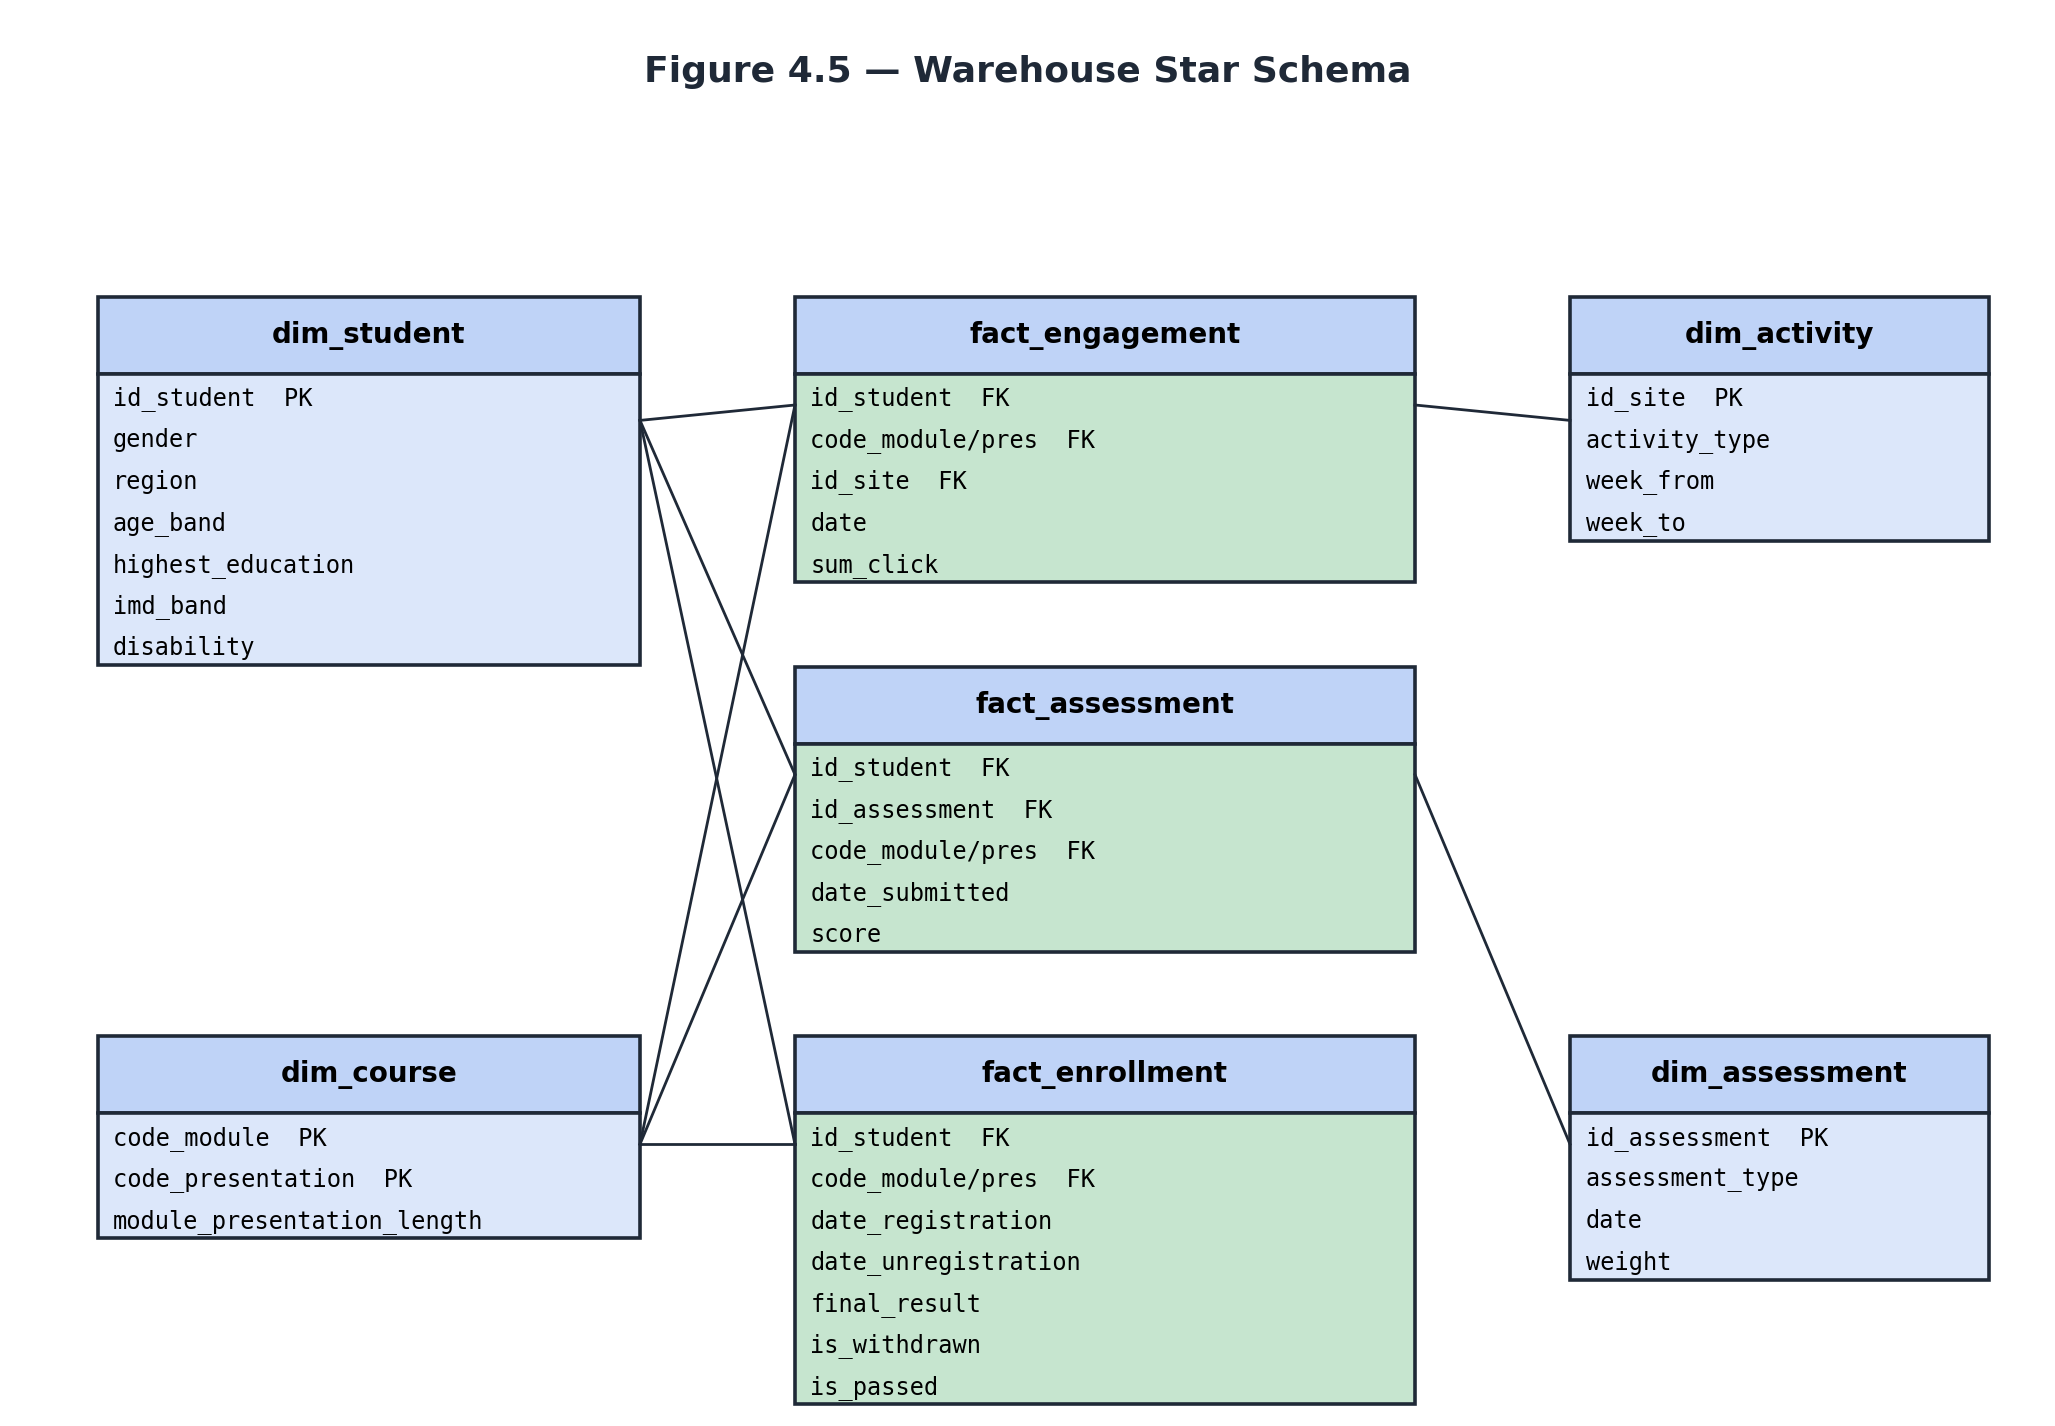 Figure 4.5 — Warehouse Star Schema
dim_student
id_student  PK
gender
region
age_band
highest_education
imd_band
disability
fact_engagement
id_student  FK
code_module/pres  FK
id_site  FK
date
sum_click
dim_activity
id_site  PK
activity_type
week_from
week_to
fact_assessment
id_student  FK
id_assessment  FK
code_module/pres  FK
date_submitted
score
dim_course
code_module  PK
code_presentation  PK
module_presentation_length
fact_enrollment
id_student  FK
code_module/pres  FK
date_registration
date_unregistration
final_result
is_withdrawn
is_passed
dim_assessment
id_assessment  PK
assessment_type
date
weight